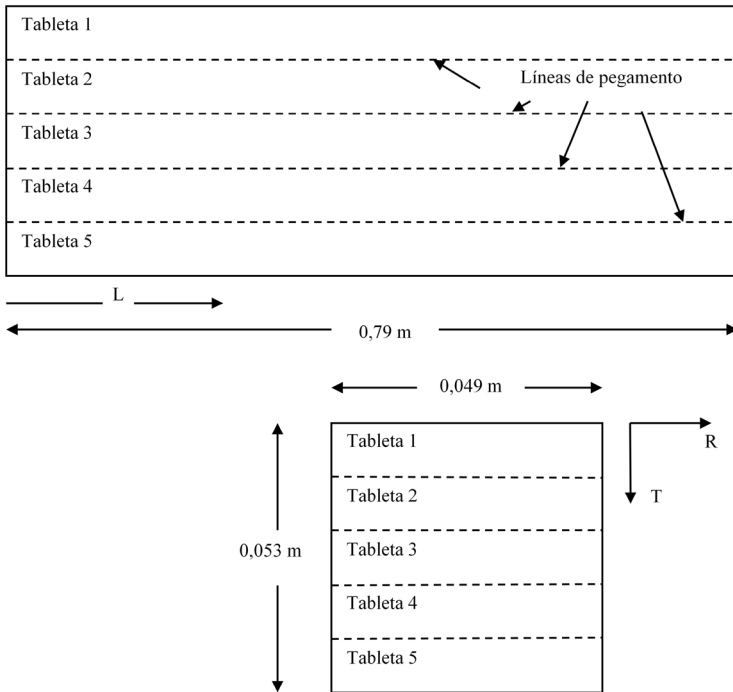 Tableta 1
Tableta 2
Líneas de pegamento
Tableta 3
Tableta 4
Tableta 5
L
0,79 m
0,049 m
Tableta 1
R
Tableta 2
T
Tableta 3
0,053 m
Tableta 4
Tableta 5